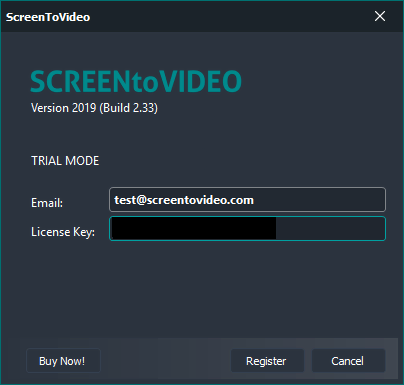 ScreenToVideo
SCREENtoVIDEO
Version 2019 (Build 2.33)
TRIAL MODE
Email: test@screentovideo.com
License Key:
Buy Now! Register Cancel